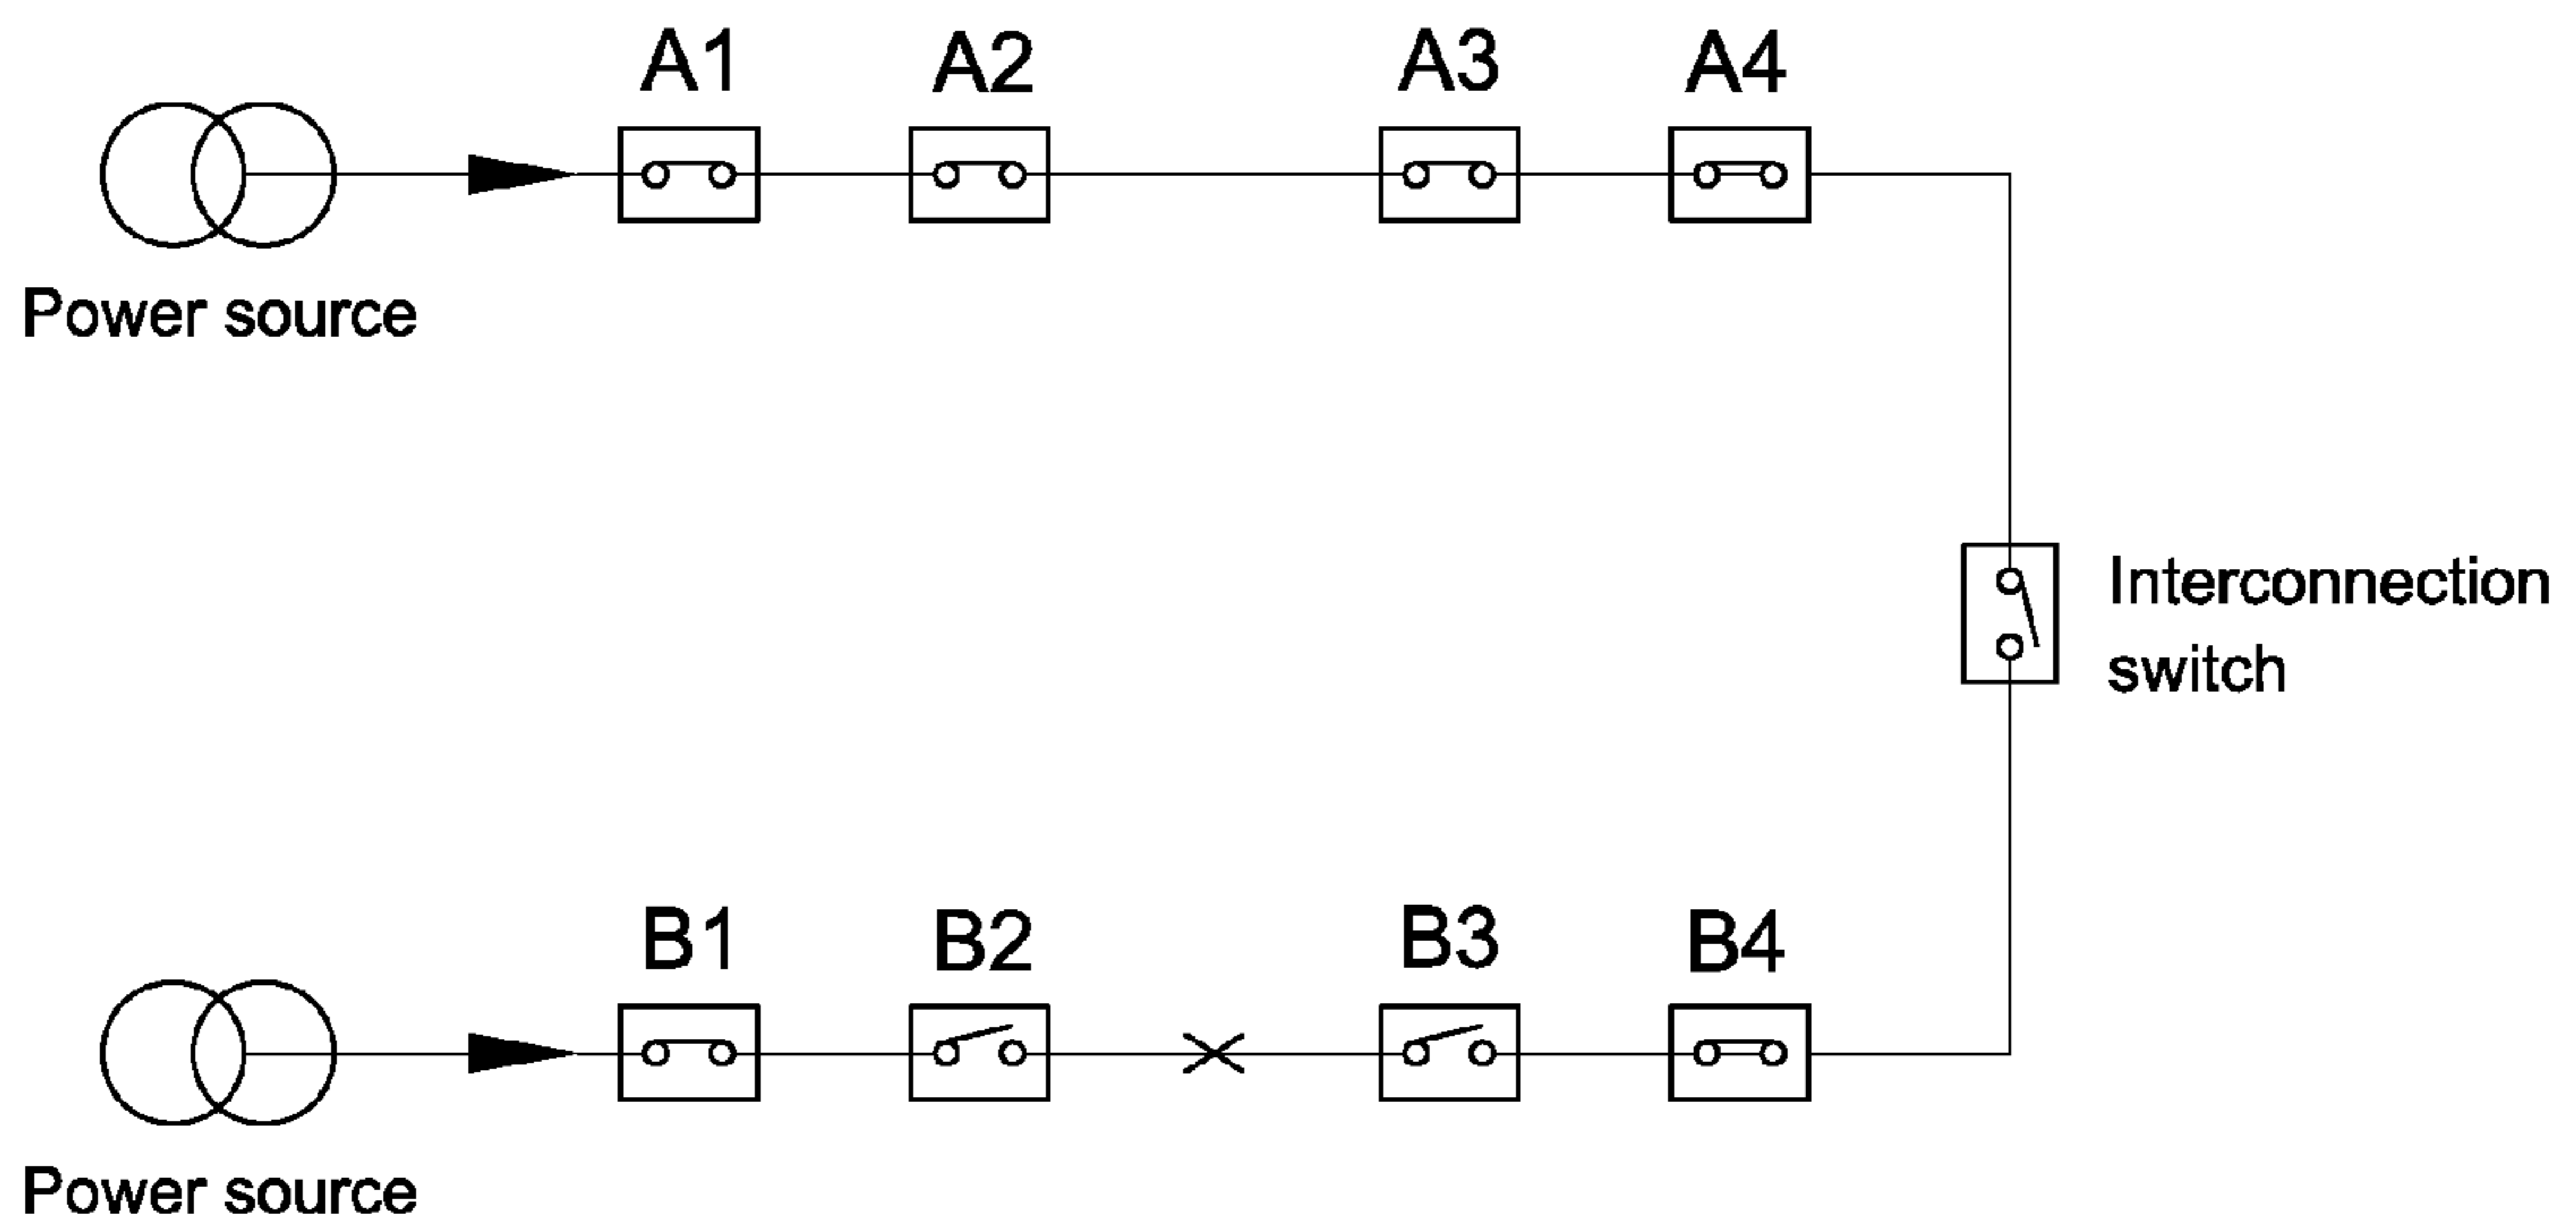 A1 A2 A3 A4
Power source
Interconnection
switch
B1 B2 B3 B4
Power source